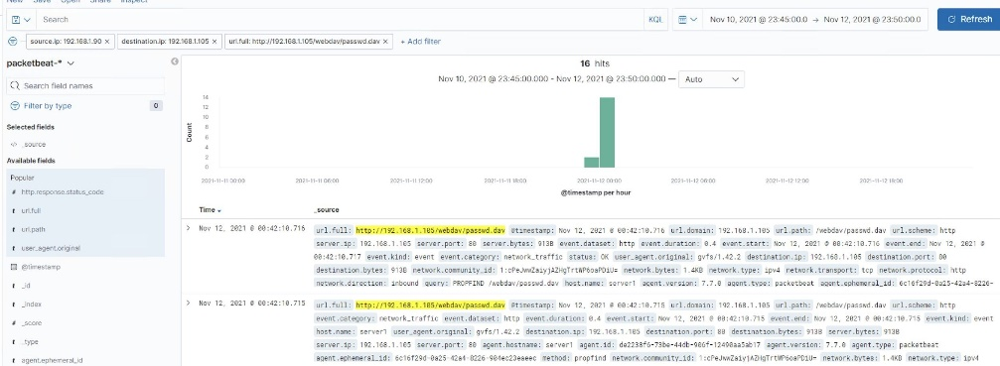 New Save Open Share Inspect
Search KQL Nov 10, 2021 @ 23:45:00.0 → Nov 12, 2021 @ 23:50:00.0 Refresh
source.ip: 192.168.1.90 × destination.ip: 192.168.1.105 × url.full: http://192.168.1.105/webdav/passwd.dav × + Add filter
packetbeat-*
Search field names
Filter by type 0
Selected fields
_source
Available fields
Popular
# http.response.status_code
t url.full
t url.path
t user_agent.original
@timestamp
t _id
t _index
# _score
t _type
t agent.ephemeral_id
16 hits
Nov 10, 2021 @ 23:45:00.000 - Nov 12, 2021 @ 23:50:00.000 — Auto
Count
14
12
10
8
6
4
2
0
2021-11-11 00:00 2021-11-11 06:00 2021-11-11 12:00 2021-11-11 18:00 2021-11-12 00:00 2021-11-12 06:00 2021-11-12 12:00 2021-11-12 18:00
@timestamp per hour
Time _source
Nov 12, 2021 @ 00:42:10.716 url.full: http://192.168.1.105/webdav/passwd.dav @timestamp: Nov 12, 2021 @ 00:42:10.716 url.domain: 192.168.1.105 url.path: /webdav/passwd.dav url.scheme: http
server.ip: 192.168.1.105 server.port: 80 server.bytes: 913B event.dataset: http event.duration: 0.4 event.start: Nov 12, 2021 @ 00:42:10.716 event.end: Nov 12, 2021 @
00:42:10.717 event.kind: event event.category: network_traffic status: OK user_agent.original: gvfs/1.42.2 destination.ip: 192.168.1.105 destination.port: 80
destination.bytes: 913B network.community_id: network.bytes: 1.4KB network.type: ipv4 network.transport: tcp network.protocol: http
network.direction: inbound query: PROPFIND /webdav/passwd.dav host.name: server1 agent.version: 7.7.0 agent.type: packetbeat agent.ephemeral_id: 6c16f29d-0a25-42a4-8226-
Nov 12, 2021 @ 00:42:10.715 url.full: http://192.168.1.105/webdav/passwd.dav @timestamp: Nov 12, 2021 @ 00:42:10.715 url.domain: 192.168.1.105 url.path: /webdav/passwd.dav url.scheme: http
event.category: network_traffic event.dataset: http event.duration: 0.4 event.start: Nov 12, 2021 @ 00:42:10.715 event.end: Nov 12, 2021 @ 00:42:10.715 event.kind: event
host.name: server1 user_agent.original: gvfs/1.42.2 destination.ip: 192.168.1.105 destination.port: 80 destination.bytes: 913B server.bytes: 913B
server.ip: 192.168.1.105 server.port: 80 agent.hostname: server1 agent.id: de2238f6-73be-44db-906f-12490aa5ab17 agent.version: 7.7.0 agent.type: packetbeat
agent.ephemeral_id: 6c16f29d-0a25-42a4-8226-904ec23eseec method: propfind network.community_id: network.bytes: 1.4KB network.type: ipv4